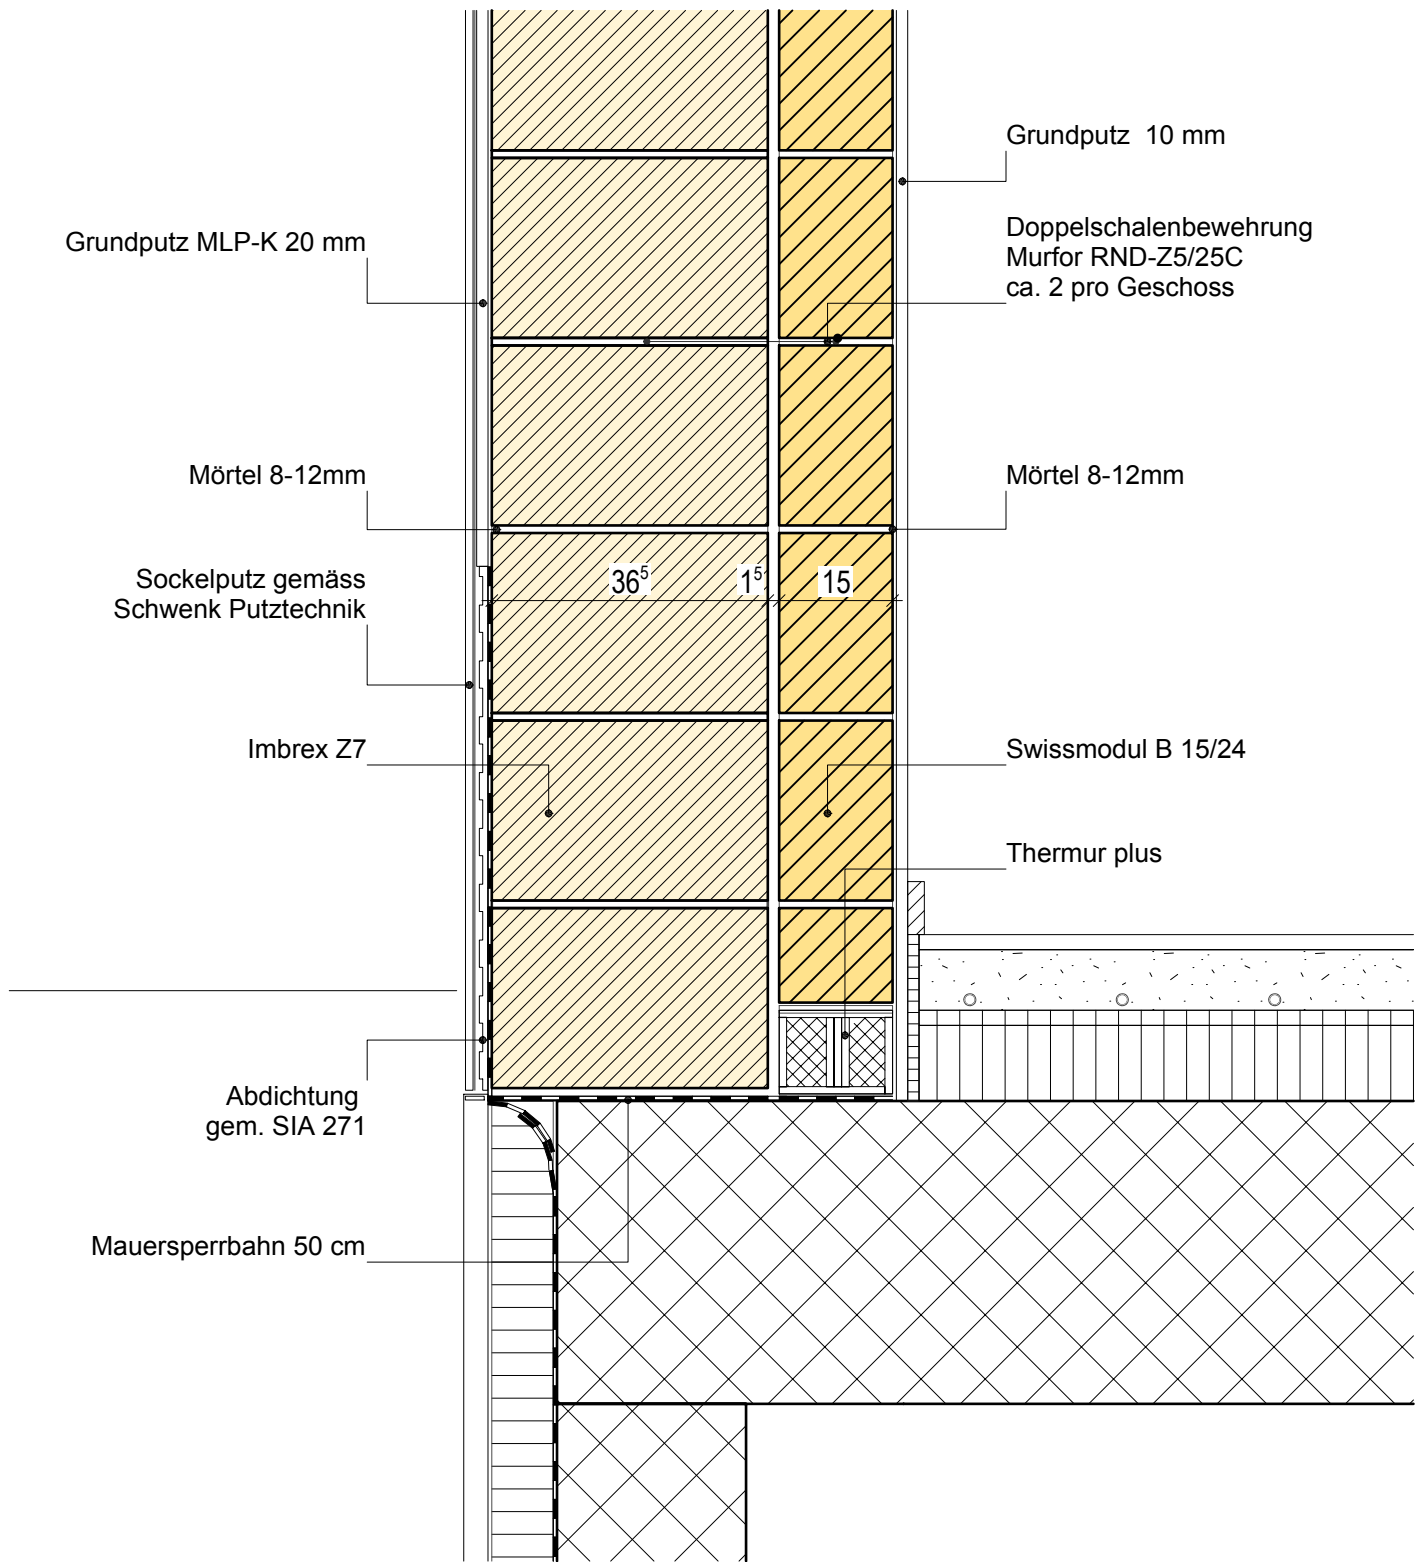 Grundputz 10 mm
Doppelschalenbewehrung
Murfor RND-Z5/25C
ca. 2 pro Geschoss
Grundputz MLP-K 20 mm
Mörtel 8-12mm
Mörtel 8-12mm
Sockelputz gemäss
Schwenk Putztechnik
36⁵ 1⁵ 15
Imbrex Z7
Swissmodul B 15/24
Thermur plus
Abdichtung
gem. SIA 271
Mauersperrbahn 50 cm